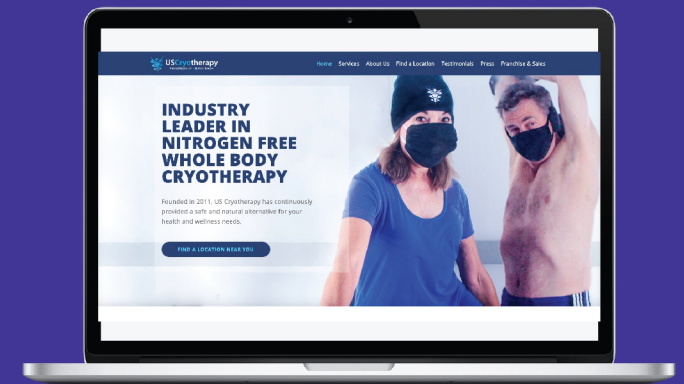 USCryotherapy
Home Services About Us Find a Location Testimonials Press Franchise & Sales
INDUSTRY
LEADER IN
NITROGEN FREE
WHOLE BODY
CRYOTHERAPY
Founded in 2011, US Cryotherapy has continuously
provided a safe and natural alternative for your
health and wellness needs.
FIND A LOCATION NEAR YOU